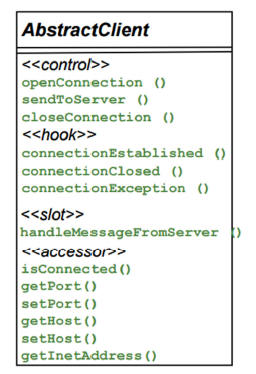 AbstractClient
<<control>>
openConnection ()
sendToServer ()
closeConnection ()
<<hook>>
connectionEstablished ()
connectionClosed ()
connectionException ()
<<slot>>
handleMessageFromServer ()
<<accessor>>
isConnected()
getPort()
setPort()
getHost()
setHost()
getInetAddress()